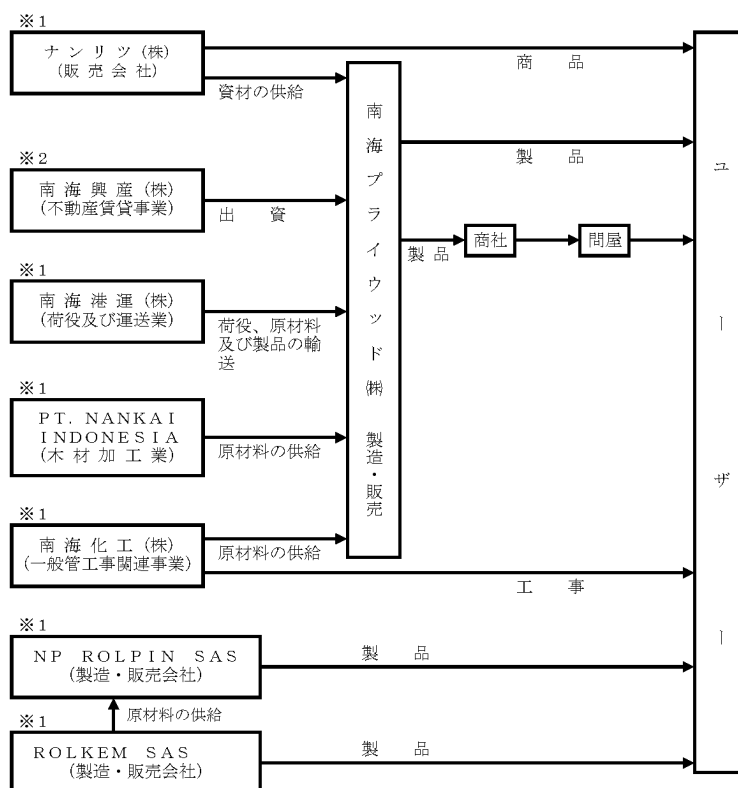 ※1
ナンリツ(株)
(販売会社)
商品
資材の供給
※2
南海興産(株)
(不動産賃貸事業)
出資
※1
南海港運(株)
(荷役及び運送業)
荷役、原材料
及び製品の輸
送
※1
PT. NANKAI
INDONESIA
(木材加工業)
原材料の供給
※1
南海化工(株)
(一般管工事関連事業)
原材料の供給
工事
南海プライウッド㈱ 製造・販売
製品
製品
商社
問屋
ユーザー
※1
NP ROLPIN SAS
(製造・販売会社)
製品
原材料の供給
※1
ROLKEM SAS
(製造・販売会社)
製品